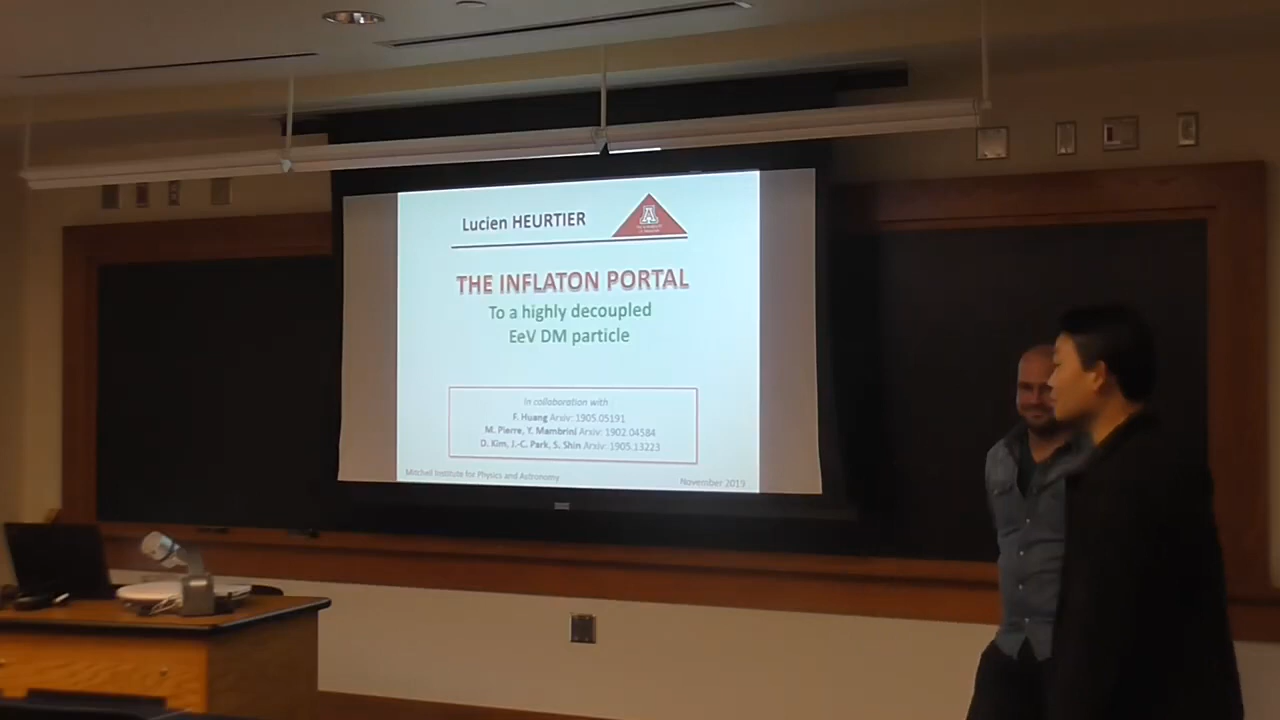 Lucien HEURTIER
THE INFLATON PORTAL
To a highly decoupled
EeV DM particle
In collaboration with
F. Huang Arxiv: 1905.05191
M. Pierre, Y. Mambrini Arxiv: 1902.04584
D. Kim, J.-C. Park, S. Shin Arxiv: 1905.13223
Mitchell Institute for Physics and Astronomy
November 2019